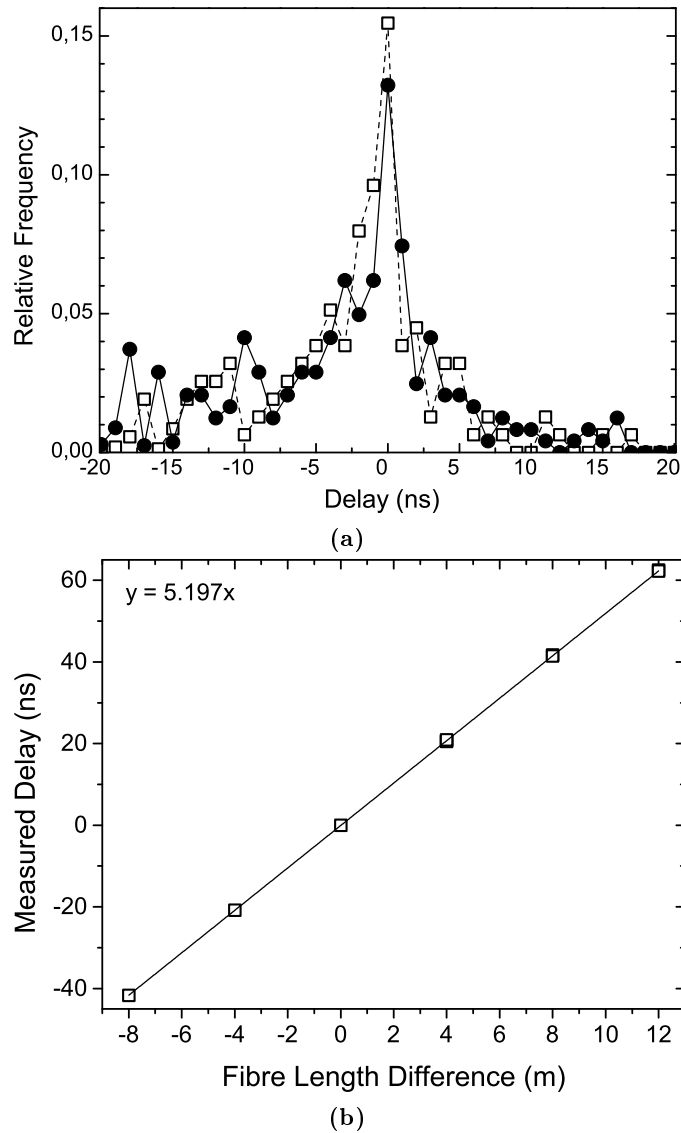 0,15
0,10
0,05
0,00
Relative Frequency
-20 -15 -10 -5 0 5 10 15 20
Delay (ns)
(a)
y = 5.197x
60
40
20
0
-20
-40
Measured Delay (ns)
-8 -6 -4 -2 0 2 4 6 8 10 12
Fibre Length Difference (m)
(b)